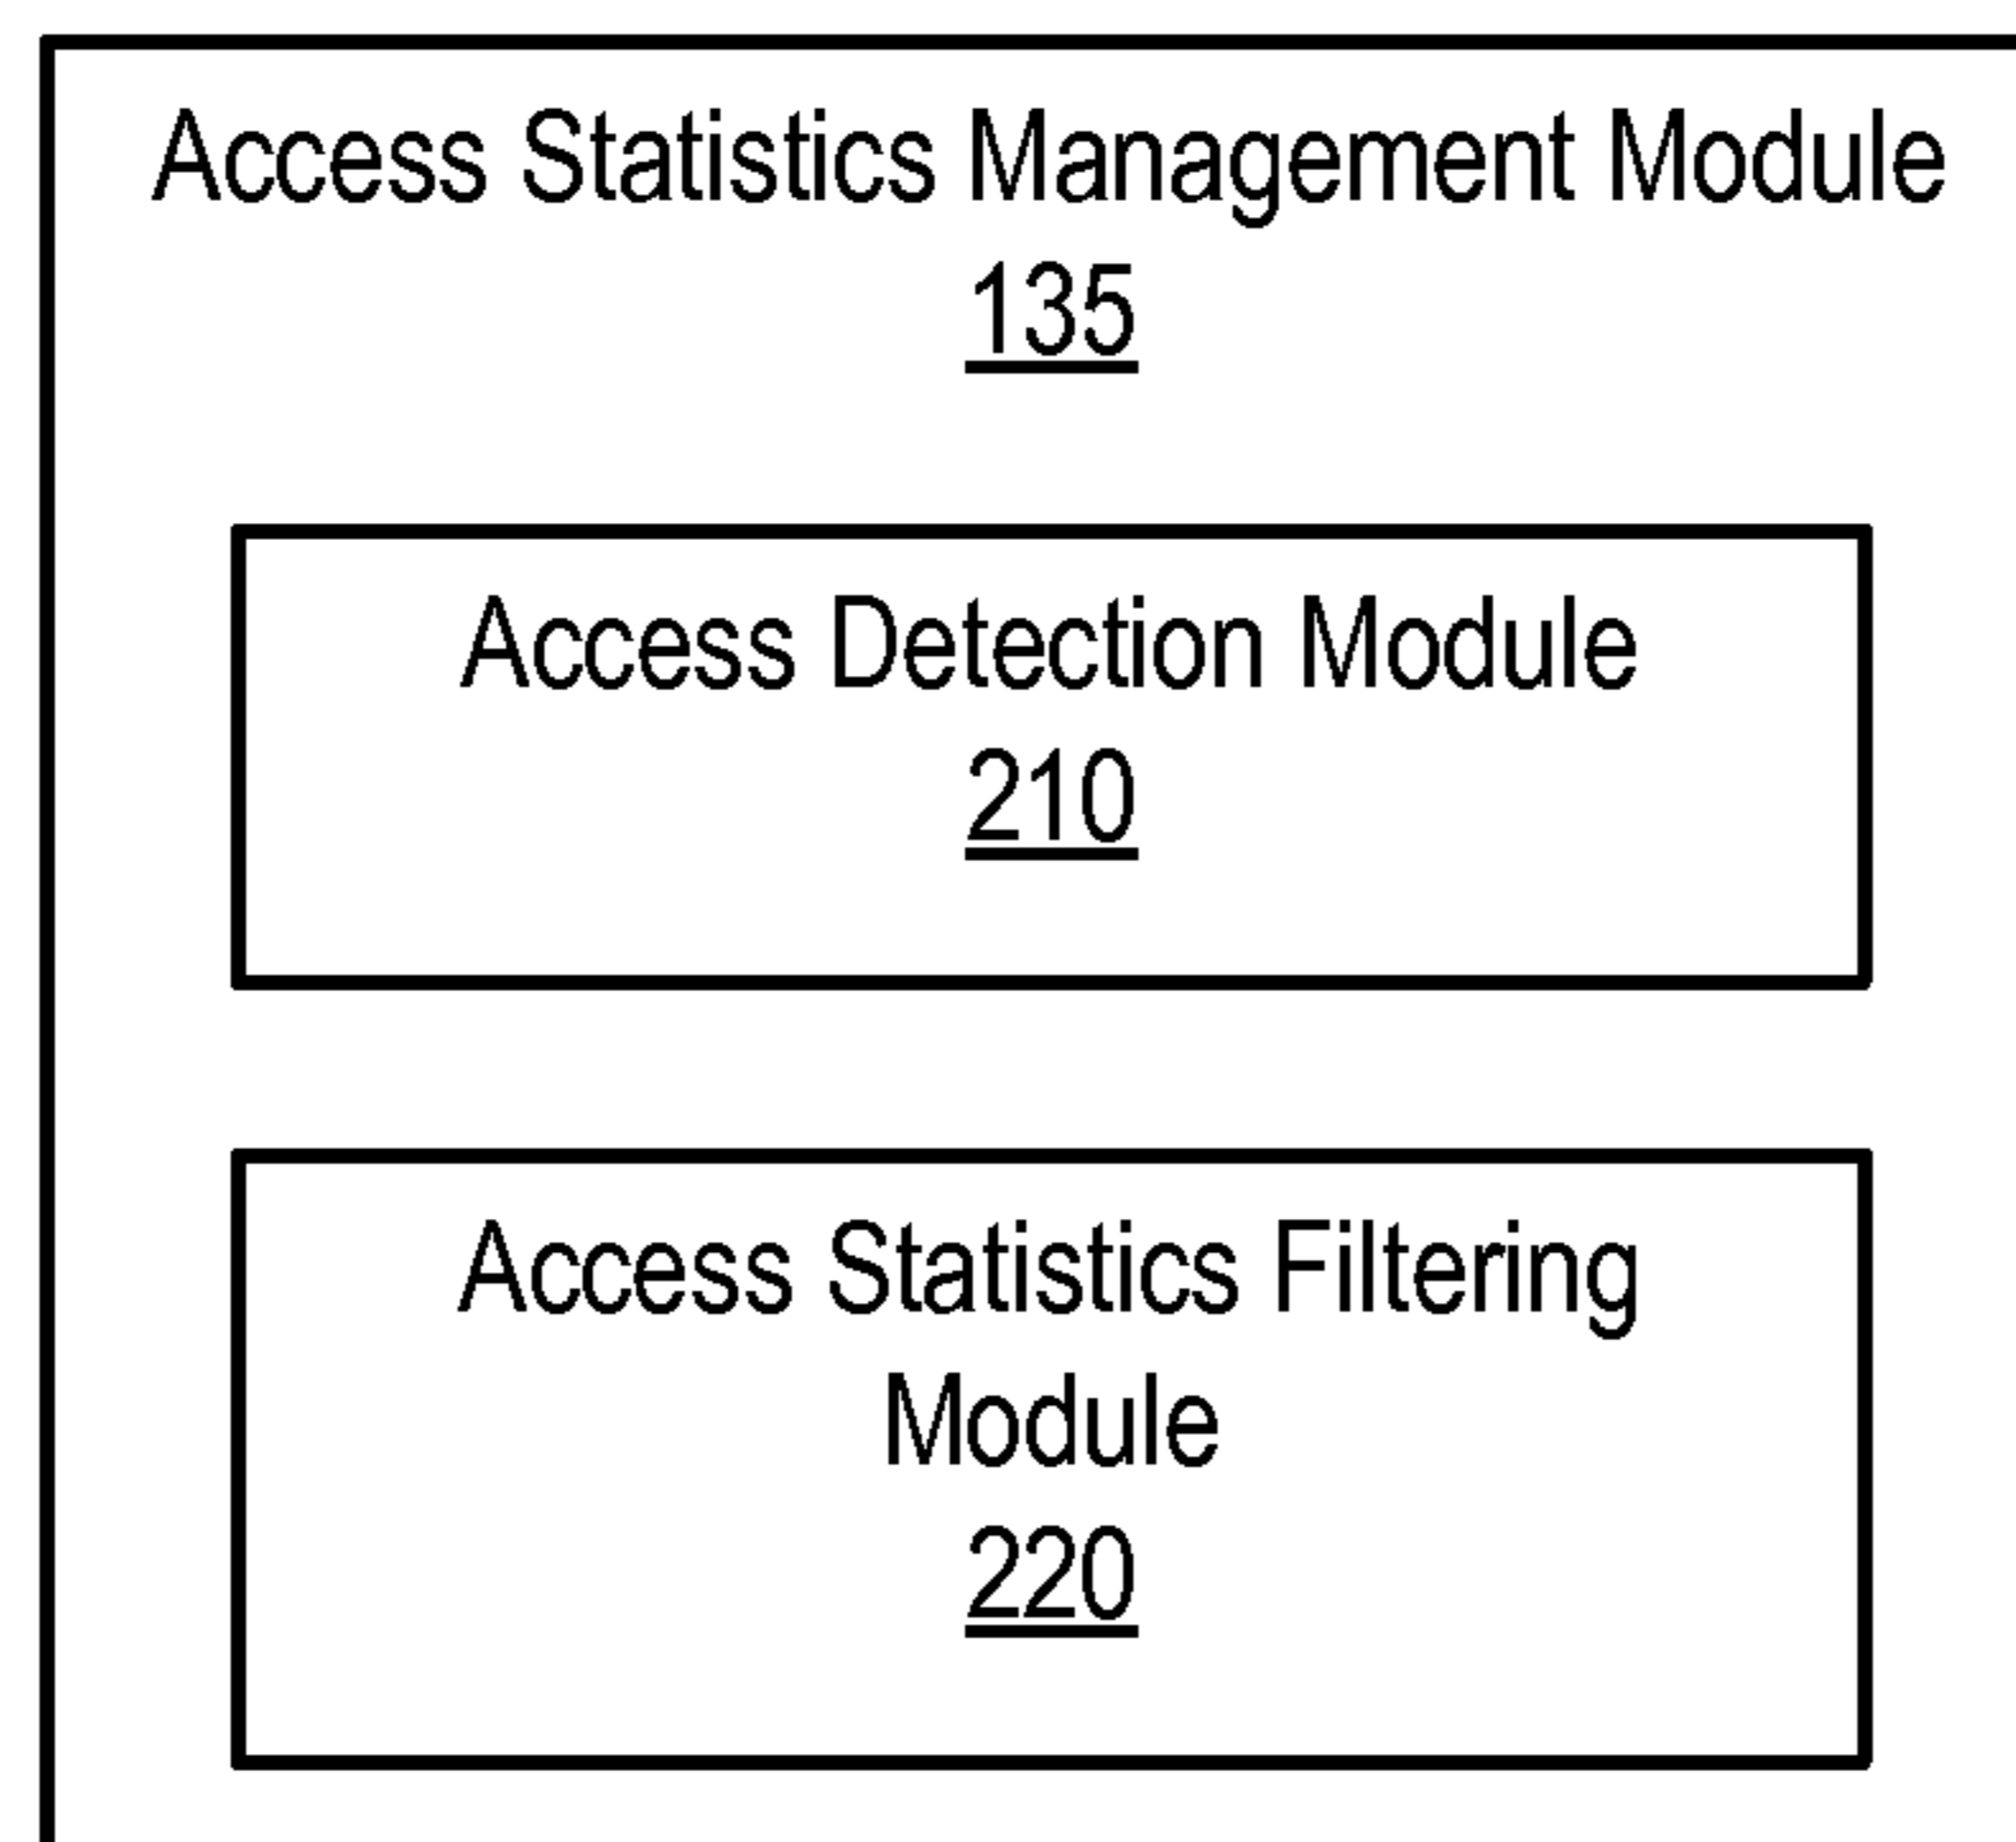 Access Statistics Management Module
135
Access Detection Module
210
Access Statistics Filtering
Module
220